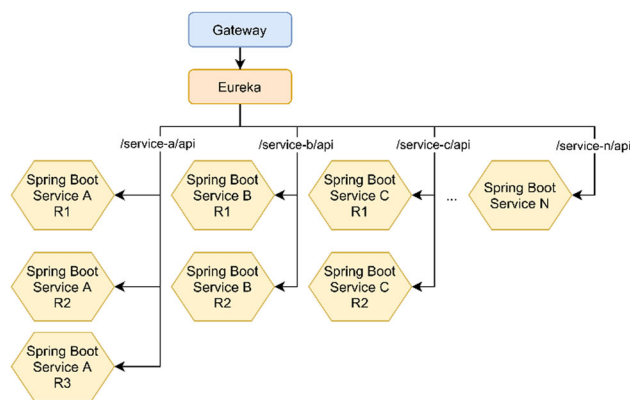 Gateway
Eureka
/service-a/api
/service-b/api
/service-c/api
/service-n/api
Spring Boot
Service A
R1
Spring Boot
Service B
R1
Spring Boot
Service C
R1
...
Spring Boot
Service N
Spring Boot
Service A
R2
Spring Boot
Service B
R2
Spring Boot
Service C
R2
Spring Boot
Service A
R3